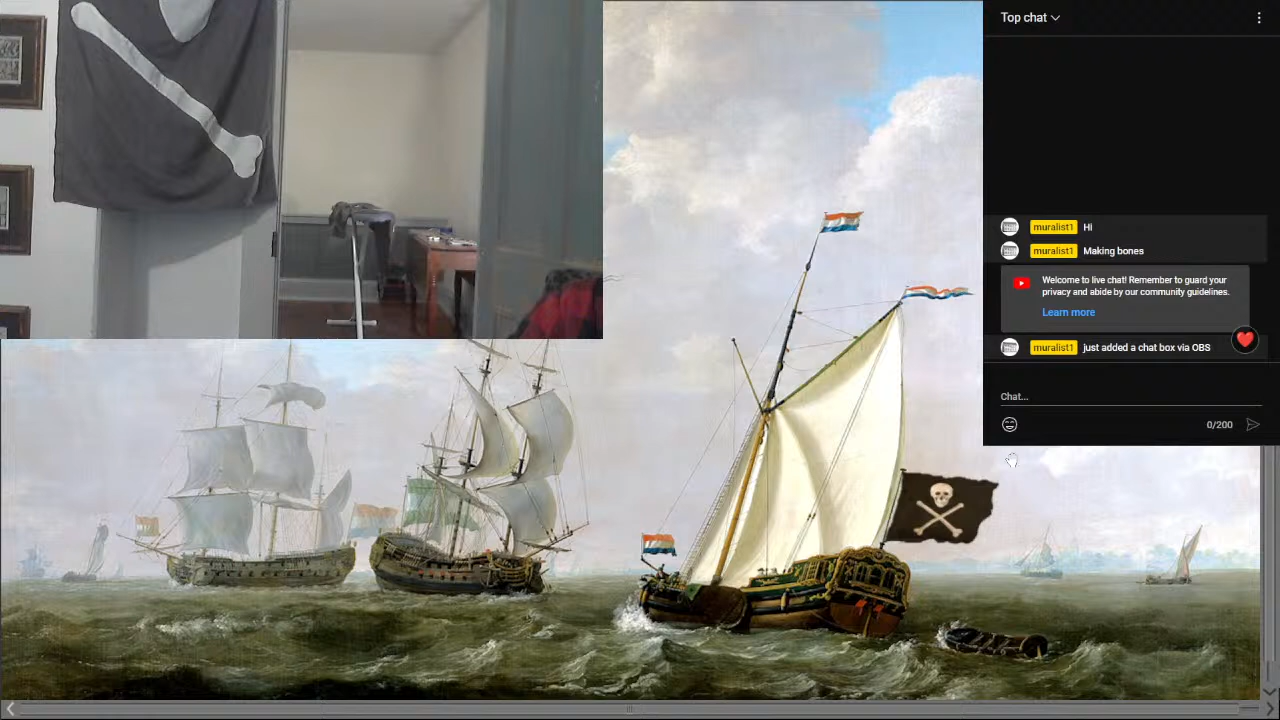 Top chat
muralist1 Hi
muralist1 Making bones
Welcome to live chat! Remember to guard your
privacy and abide by our community guidelines.
Learn more
muralist1 just added a chat box via OBS
Chat...
0/200